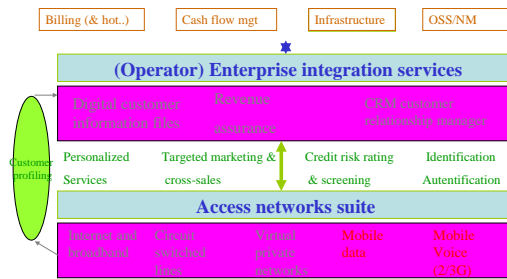 Billing (& hot..) Cash flow mgt Infrastructure OSS/NM
(Operator) Enterprise integration services
Digital customer Revenue CRM customer
information files assurance relationship manager
Customer profiling
Personalized Targeted marketing & Credit risk rating Identification
Services cross-sales & screening Autentification
Access networks suite
Internet and Circuit Virtual Mobile Mobile
broadband switched private data Voice
lines networks (2/3G)